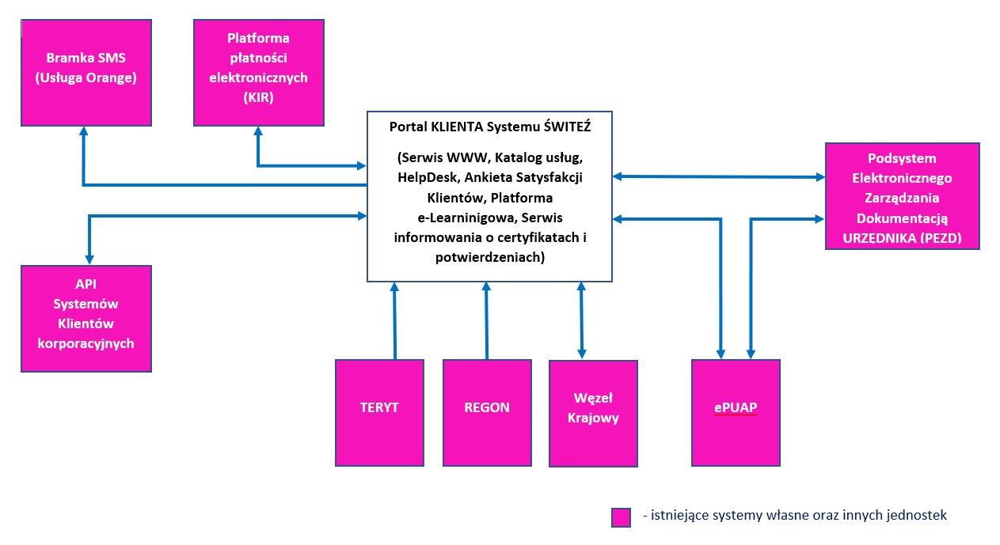 Bramka SMS
(Usługa Orange)
Platforma
płatności
elektronicznych
(KIR)
Portal KLIENTA Systemu ŚWITEŹ
(Serwis WWW, Katalog usług,
HelpDesk, Ankieta Satysfakcji
Klientów, Platforma
e-Learninigowa, Serwis
informowania o certyfikatach i
potwierdzeniach)
Podsystem
Elektronicznego
Zarządzania
Dokumentacją
URZĘDNIKA (PEZD)
API
Systemów
Klientów
korporacyjnych
TERYT
REGON
Węzeł
Krajowy
ePUAP
- istniejące systemy własne oraz innych jednostek